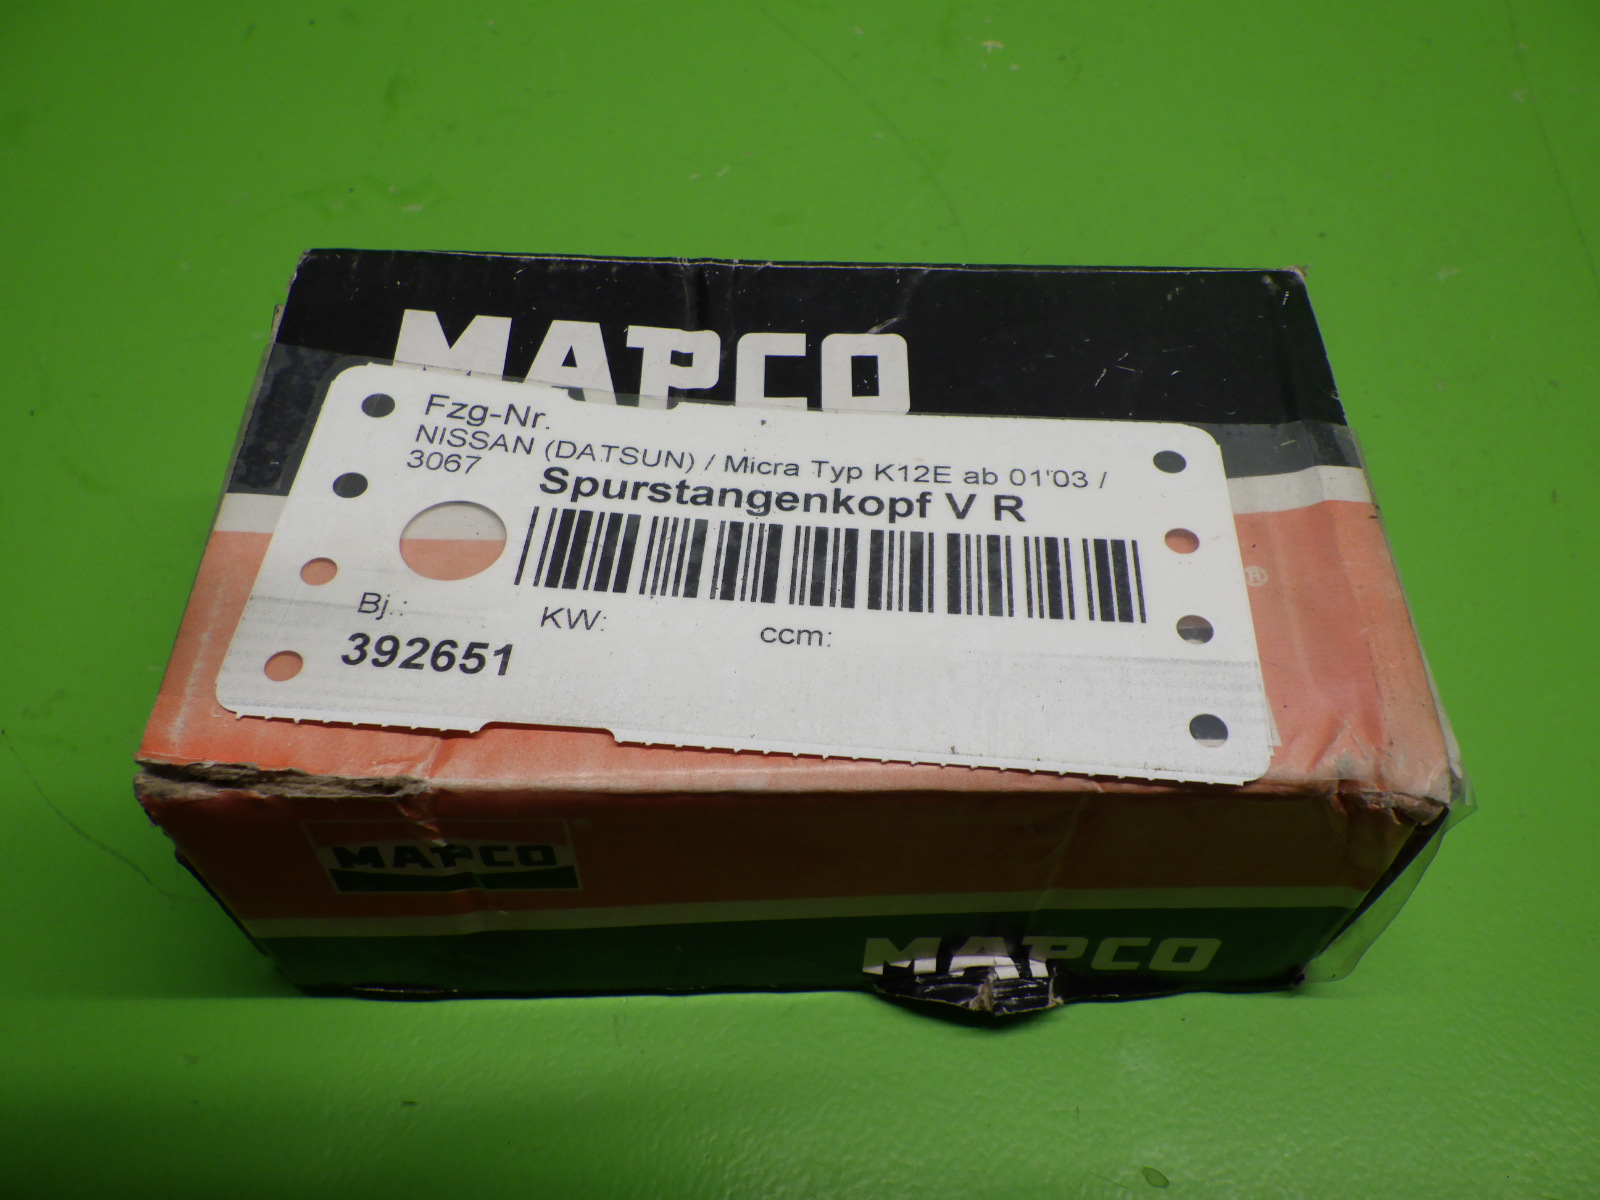 MAPCO
Fzg-Nr.
NISSAN (DATSUN) / Micra Typ K12E ab 01'03 /
3067
Spurstangenkopf V R
®
Bj.:
KW:
ccm:
392651
MAPCO
®
MAPCO